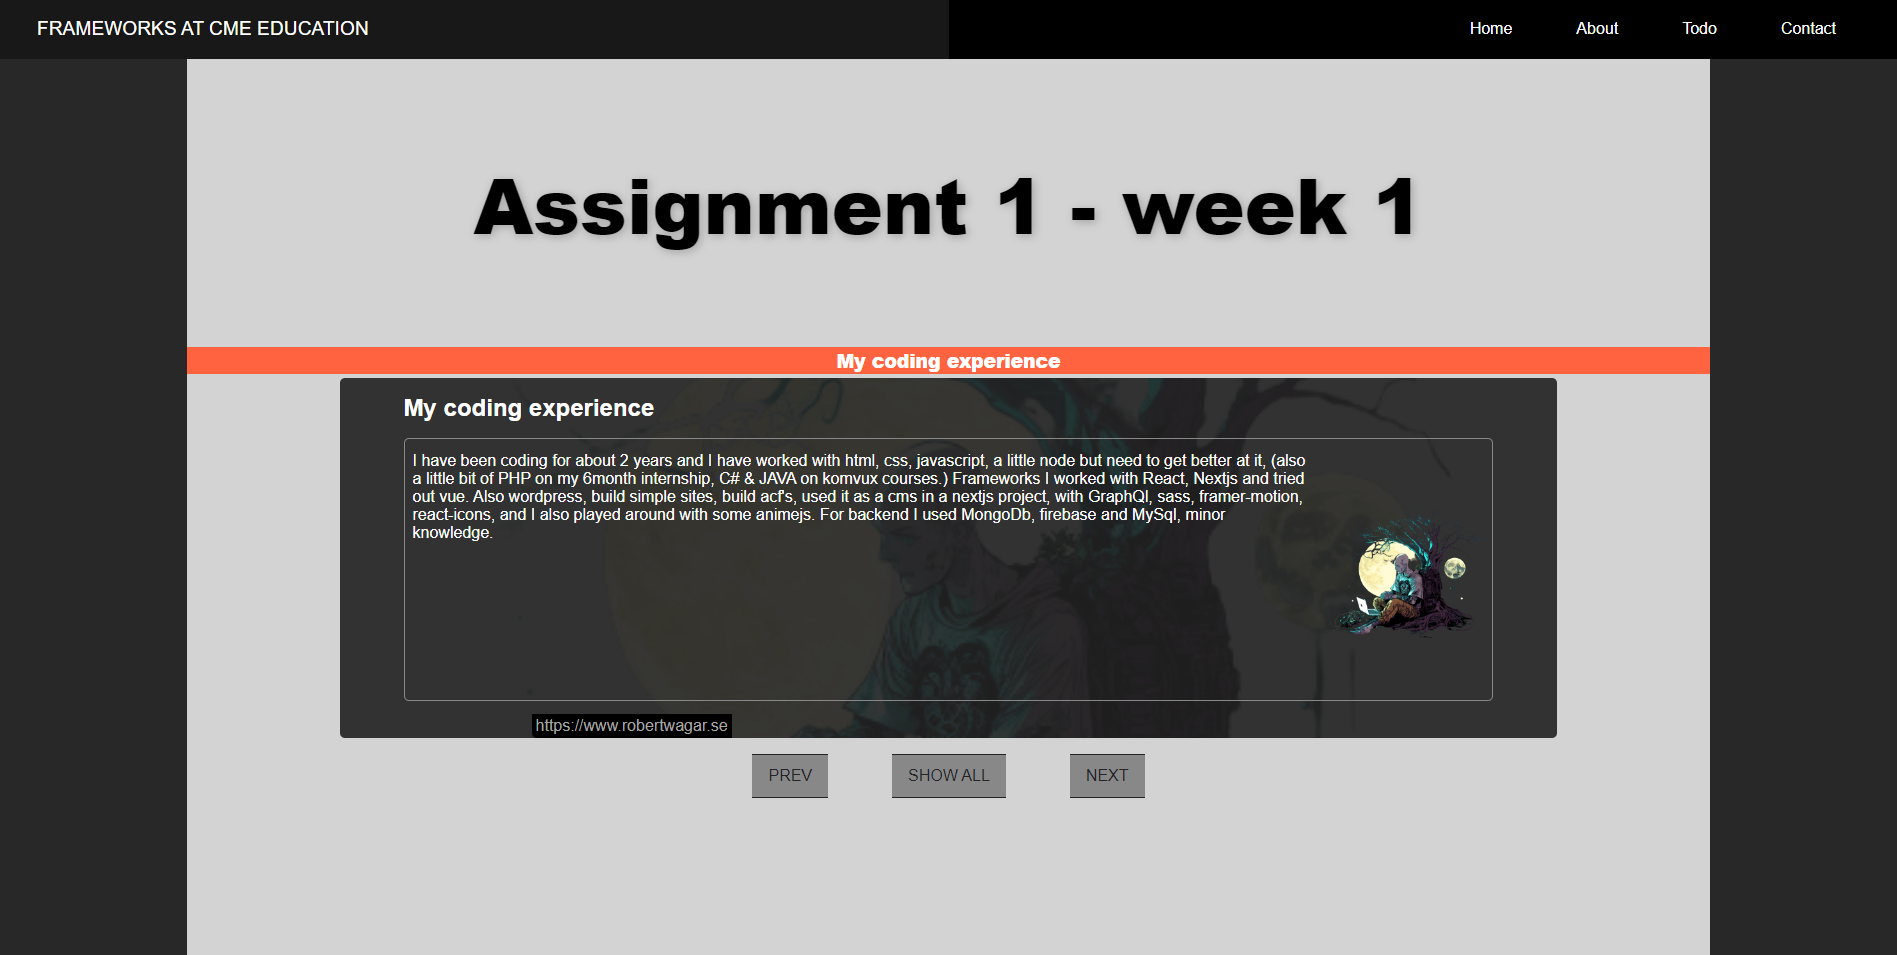 FRAMEWORKS AT CME EDUCATION
Home About Todo Contact
Assignment 1 - week 1
My coding experience
My coding experience
I have been coding for about 2 years and I have worked with html, css, javascript, a little node but need to get better at it, (also
a little bit of PHP on my 6month internship, C# & JAVA on komvux courses.) Frameworks I worked with React, Nextjs and tried
out vue. Also wordpress, build simple sites, build acf's, used it as a cms in a nextjs project, with GraphQl, sass, framer-motion,
react-icons, and I also played around with some animejs. For backend I used MongoDb, firebase and MySql, minor
knowledge.
https://www.robertwagar.se
PREV SHOW ALL NEXT